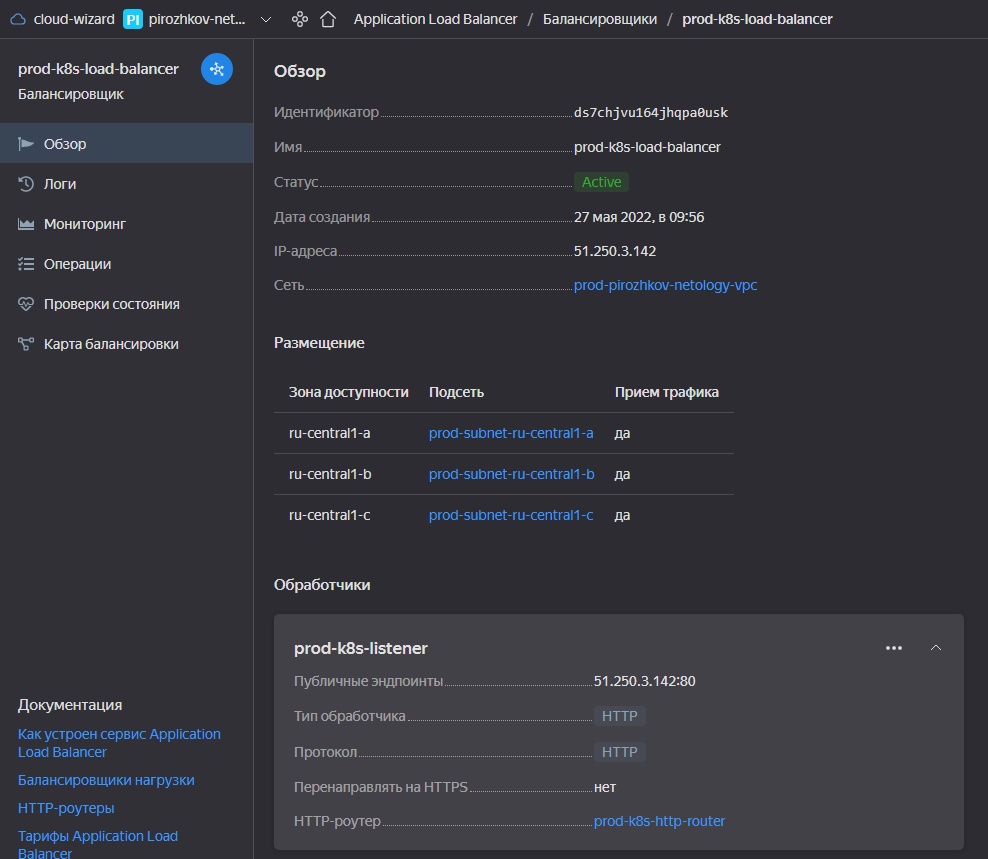 cloud-wizard PI pirozhkov-net... Application Load Balancer / Балансировщики / prod-k8s-load-balancer
prod-k8s-load-balancer
Балансировщик
Обзор
Логи
Мониторинг
Операции
Проверки состояния
Карта балансировки
Документация
Как устроен сервис Application
Load Balancer
Балансировщики нагрузки
HTTP-роутеры
Тарифы Application Load
Balancer
Обзор
Идентификатор ds7chjvu164jhqpa0usk
Имя prod-k8s-load-balancer
Статус Active
Дата создания 27 мая 2022, в 09:56
IP-адреса 51.250.3.142
Сеть prod-pirozhkov-netology-vpc
Размещение
Зона доступности Подсеть Прием трафика
ru-central1-a prod-subnet-ru-central1-a да
ru-central1-b prod-subnet-ru-central1-b да
ru-central1-c prod-subnet-ru-central1-c да
Обработчики
prod-k8s-listener
Публичные эндпоинты 51.250.3.142:80
Тип обработчика HTTP
Протокол HTTP
Перенаправлять на HTTPS нет
HTTP-роутер prod-k8s-http-router